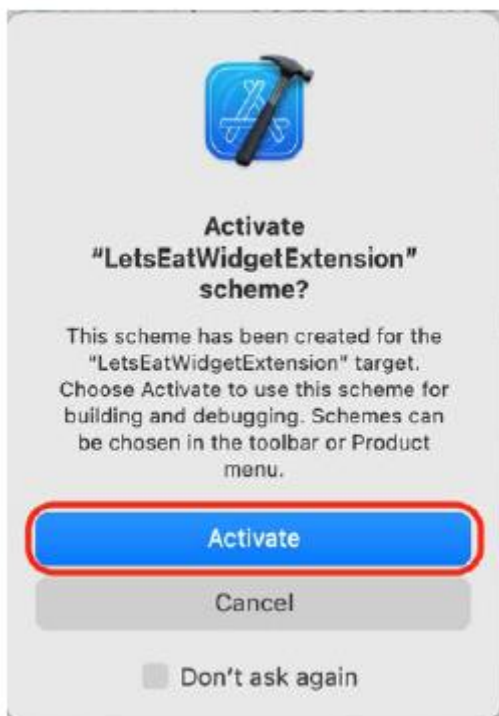 Activate
"LetsEatWidgetExtension"
scheme?
This scheme has been created for the
"LetsEatWidgetExtension" target.
Choose Activate to use this scheme for
building and debugging. Schemes can
be chosen in the toolbar or Product
menu.
Activate
Cancel
Don't ask again